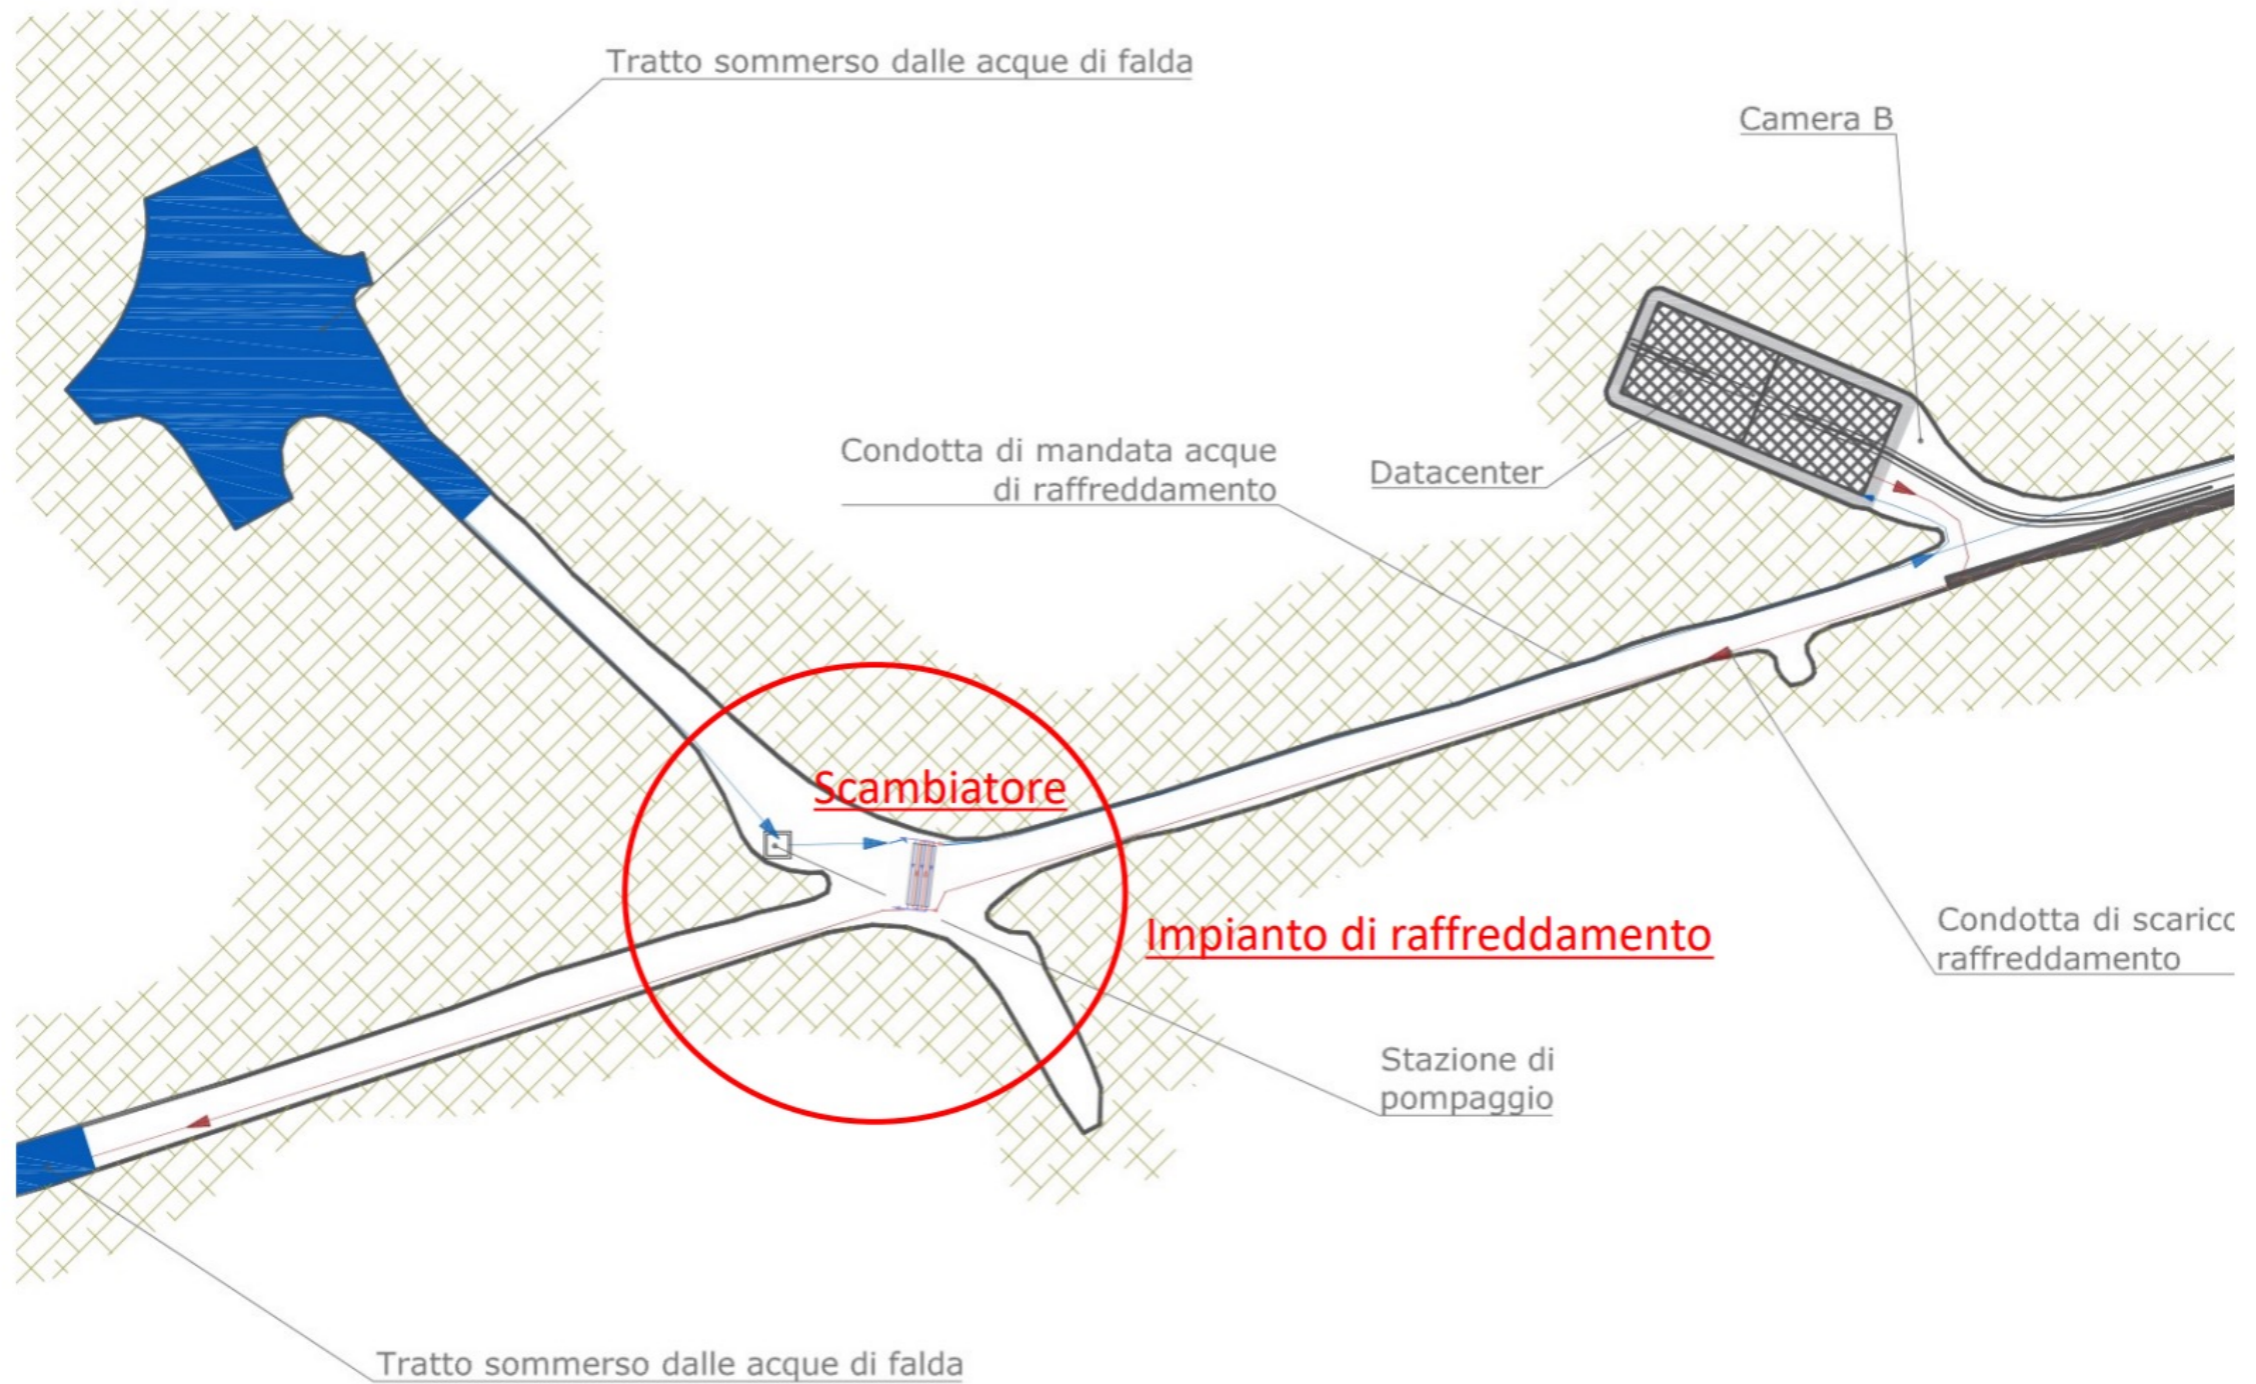 Tratto sommerso dalle acque di falda
Camera B
Condotta di mandata acque
di raffreddamento
Datacenter
Scambiatore
Impianto di raffreddamento
Condotta di scarico
raffreddamento
Stazione di
pompaggio
Tratto sommerso dalle acque di falda